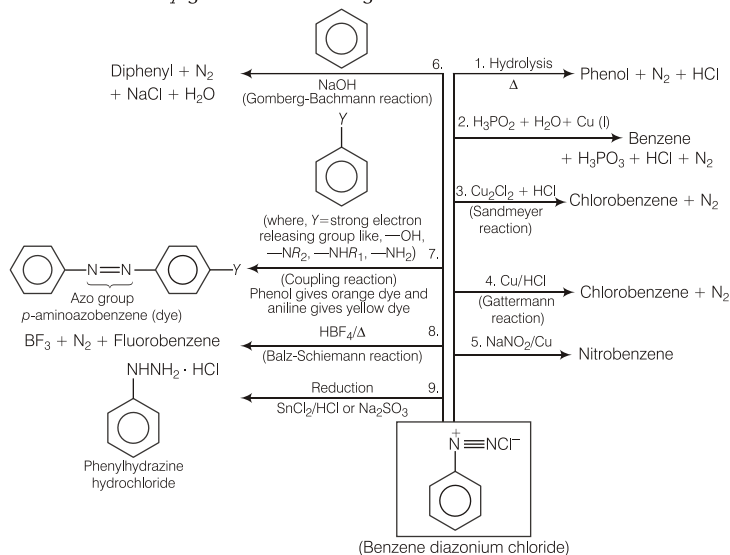 6.
Diphenyl + N₂
+ NaCl + H₂O
NaOH
(Gomberg-Bachmann reaction)
1. Hydrolysis
Δ
Phenol + N₂ + HCl
2. H₃PO₂ + H₂O+ Cu (I)
Benzene
+ H₃PO₃ + HCl + N₂
Y
3. Cu₂Cl₂ + HCl
(Sandmeyer
reaction)
Chlorobenzene + N₂
(where, Y=strong electron
releasing group like, —OH,
—NR₂, —NHR₁, —NH₂) 7.
(Coupling reaction)
Phenol gives orange dye and
aniline gives yellow dye
N═N
Y
Azo group
p-aminoazobenzene (dye)
4. Cu/HCl
(Gattermann
reaction)
Chlorobenzene + N₂
HBF₄/Δ 8.
(Balz-Schiemann reaction)
BF₃ + N₂ + Fluorobenzene
5. NaNO₂/Cu
Nitrobenzene
NHNH₂ · HCl
Reduction 9.
SnCl₂/HCl or Na₂SO₃
Phenylhydrazine
hydrochloride
N⁺≡NCl⁻
(Benzene diazonium chloride)